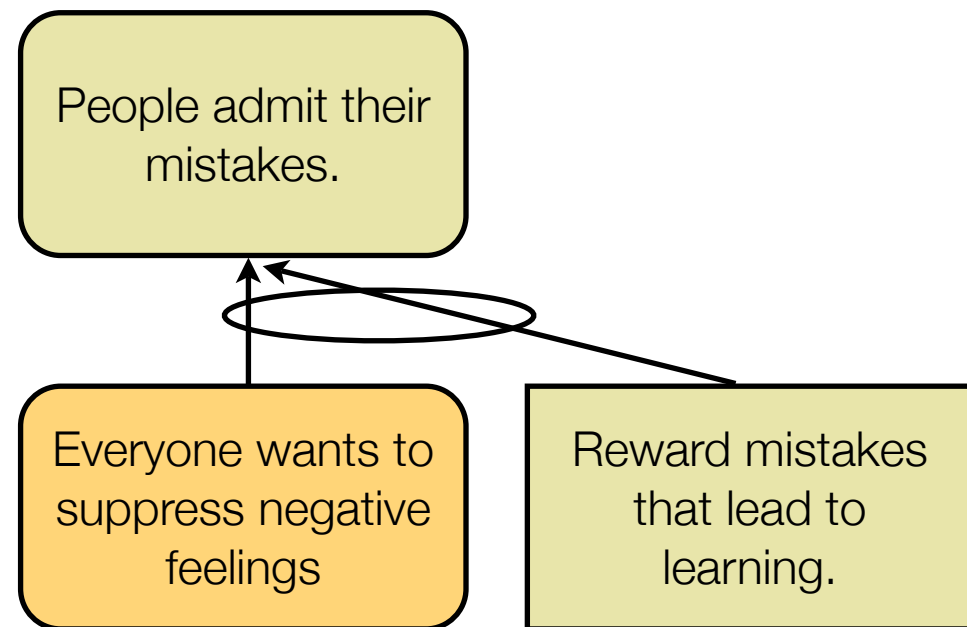 People admit their
mistakes.
Everyone wants to
suppress negative
feelings
Reward mistakes
that lead to
learning.